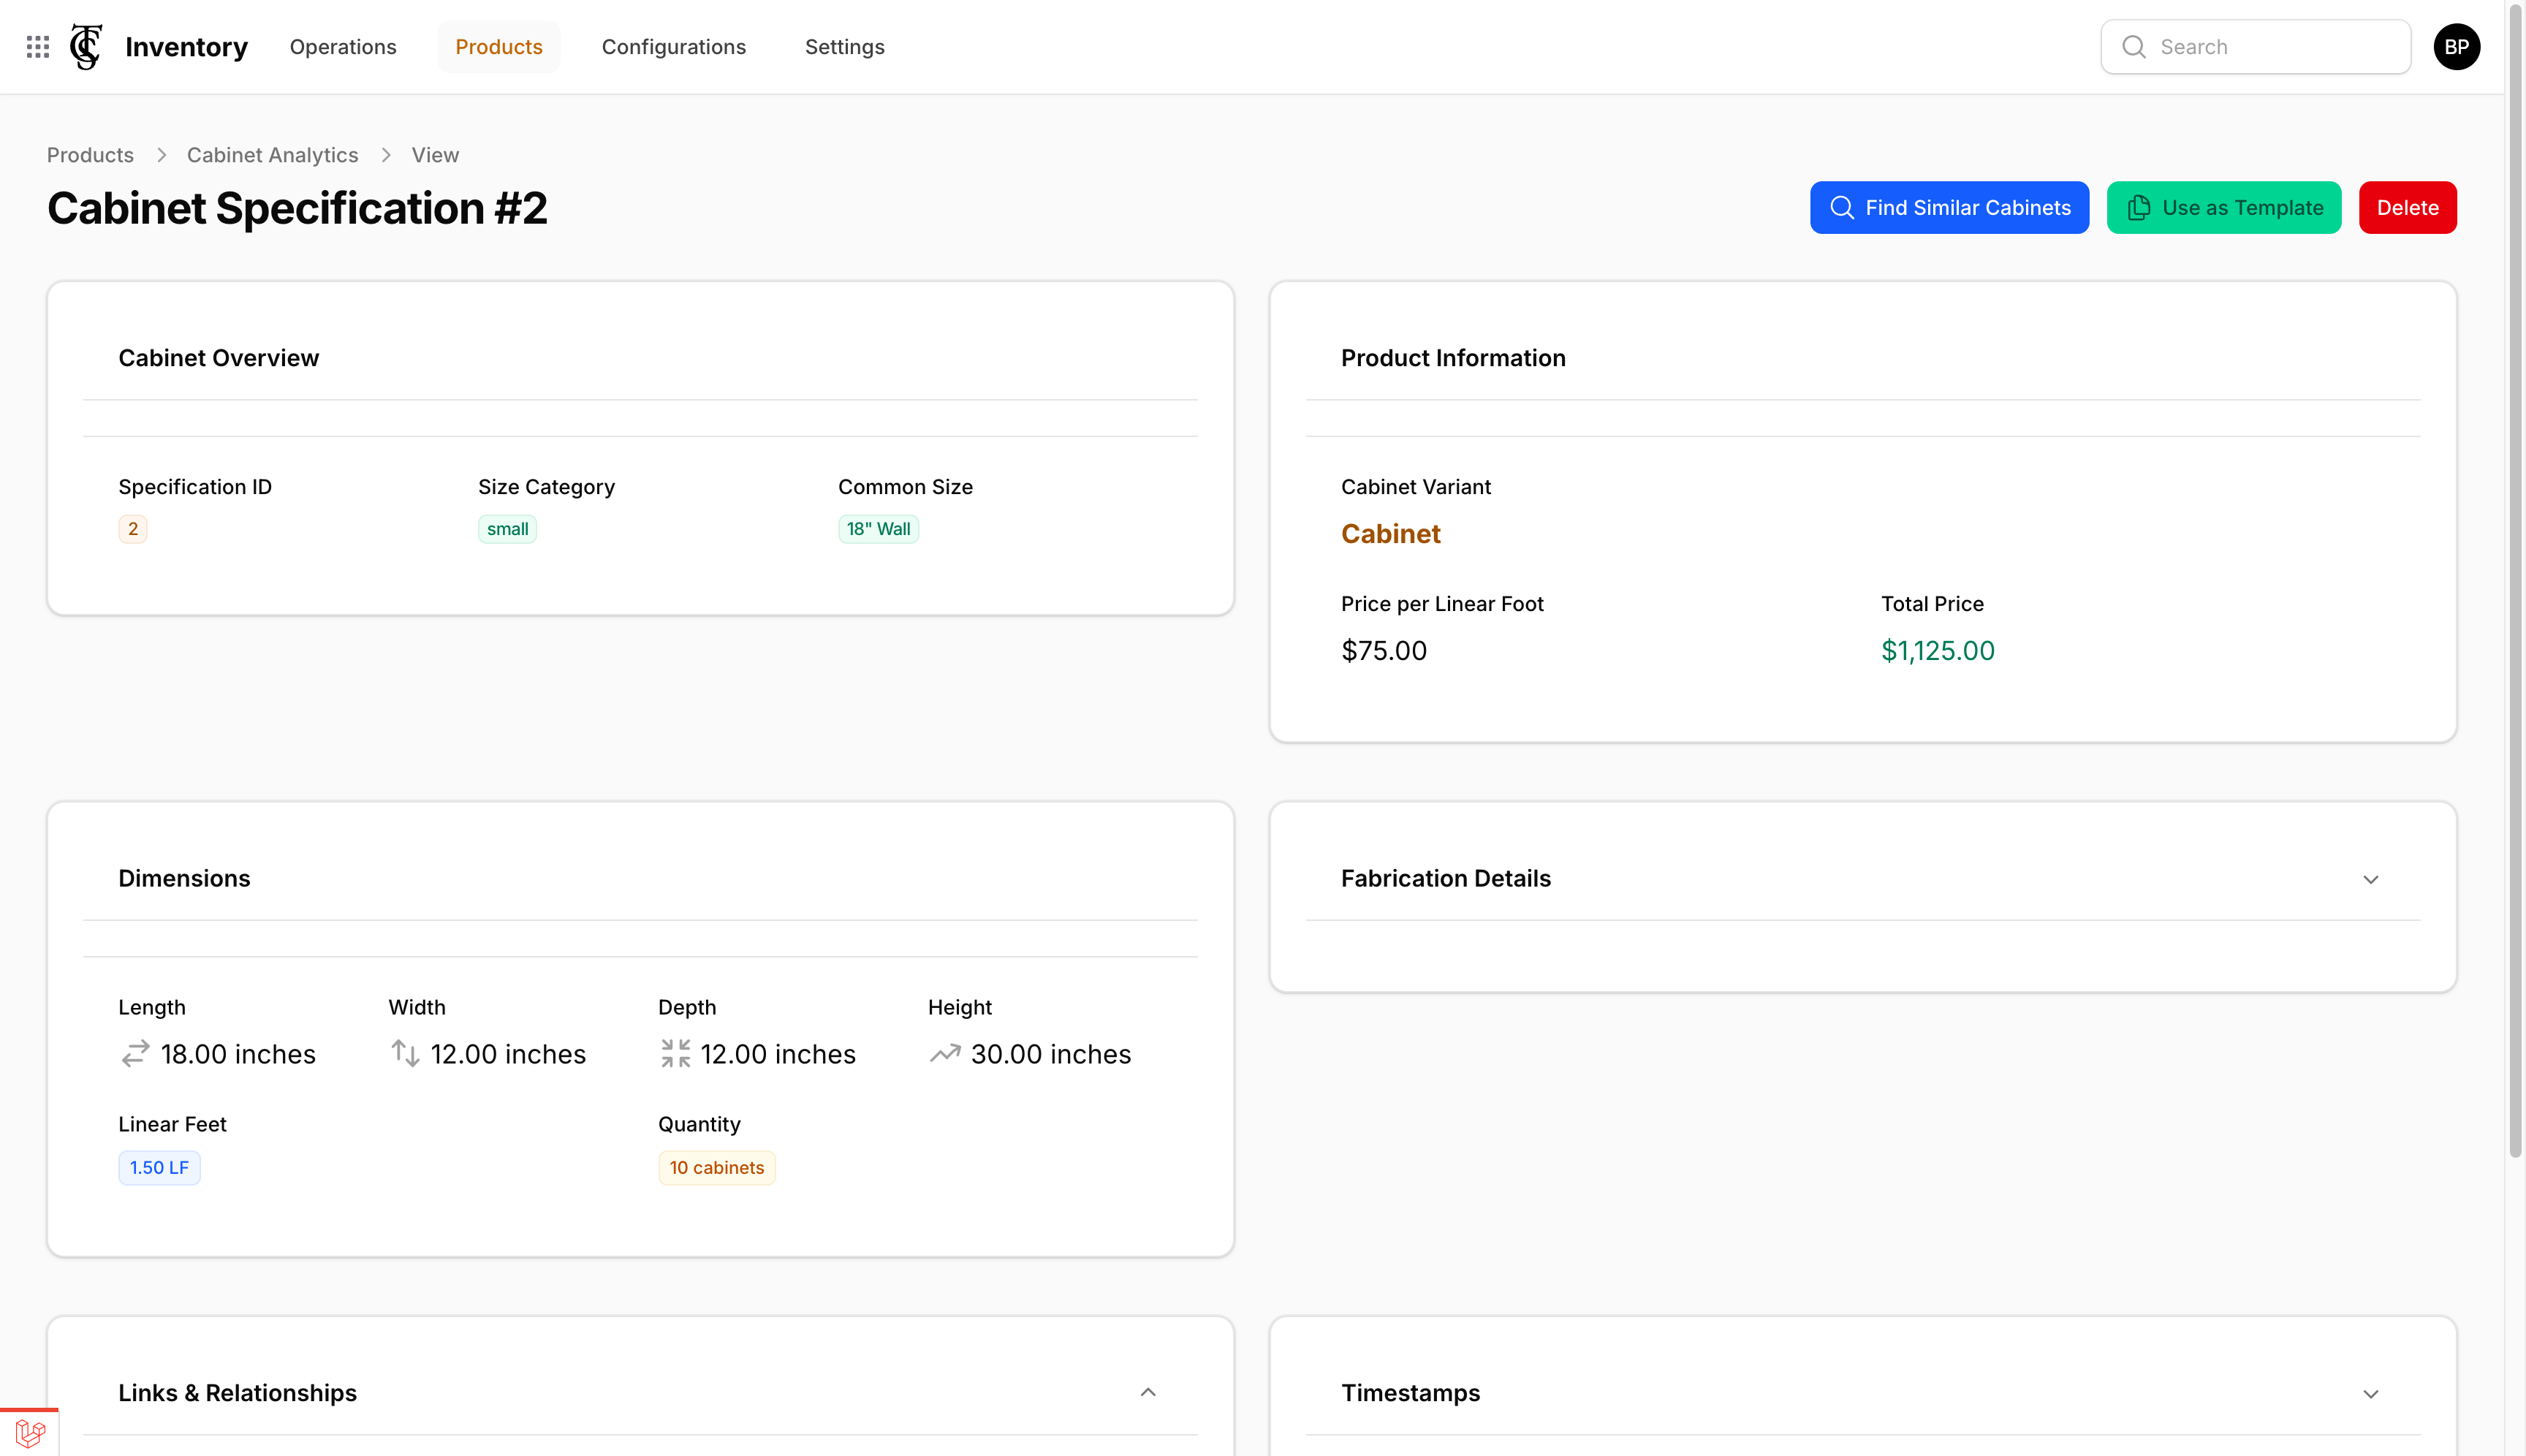 Inventory
Operations
Products
Configurations
Settings
Search
BP
Products
Cabinet Analytics
View
Cabinet Specification #2
Find Similar Cabinets
Use as Template
Delete
Cabinet Overview
Specification ID
Size Category
Common Size
2
small
18" Wall
Product Information
Cabinet Variant
Cabinet
Price per Linear Foot
Total Price
$75.00
$1,125.00
Dimensions
Length
Width
Depth
Height
18.00 inches
12.00 inches
12.00 inches
30.00 inches
Linear Feet
Quantity
1.50 LF
10 cabinets
Fabrication Details
Links & Relationships
Timestamps